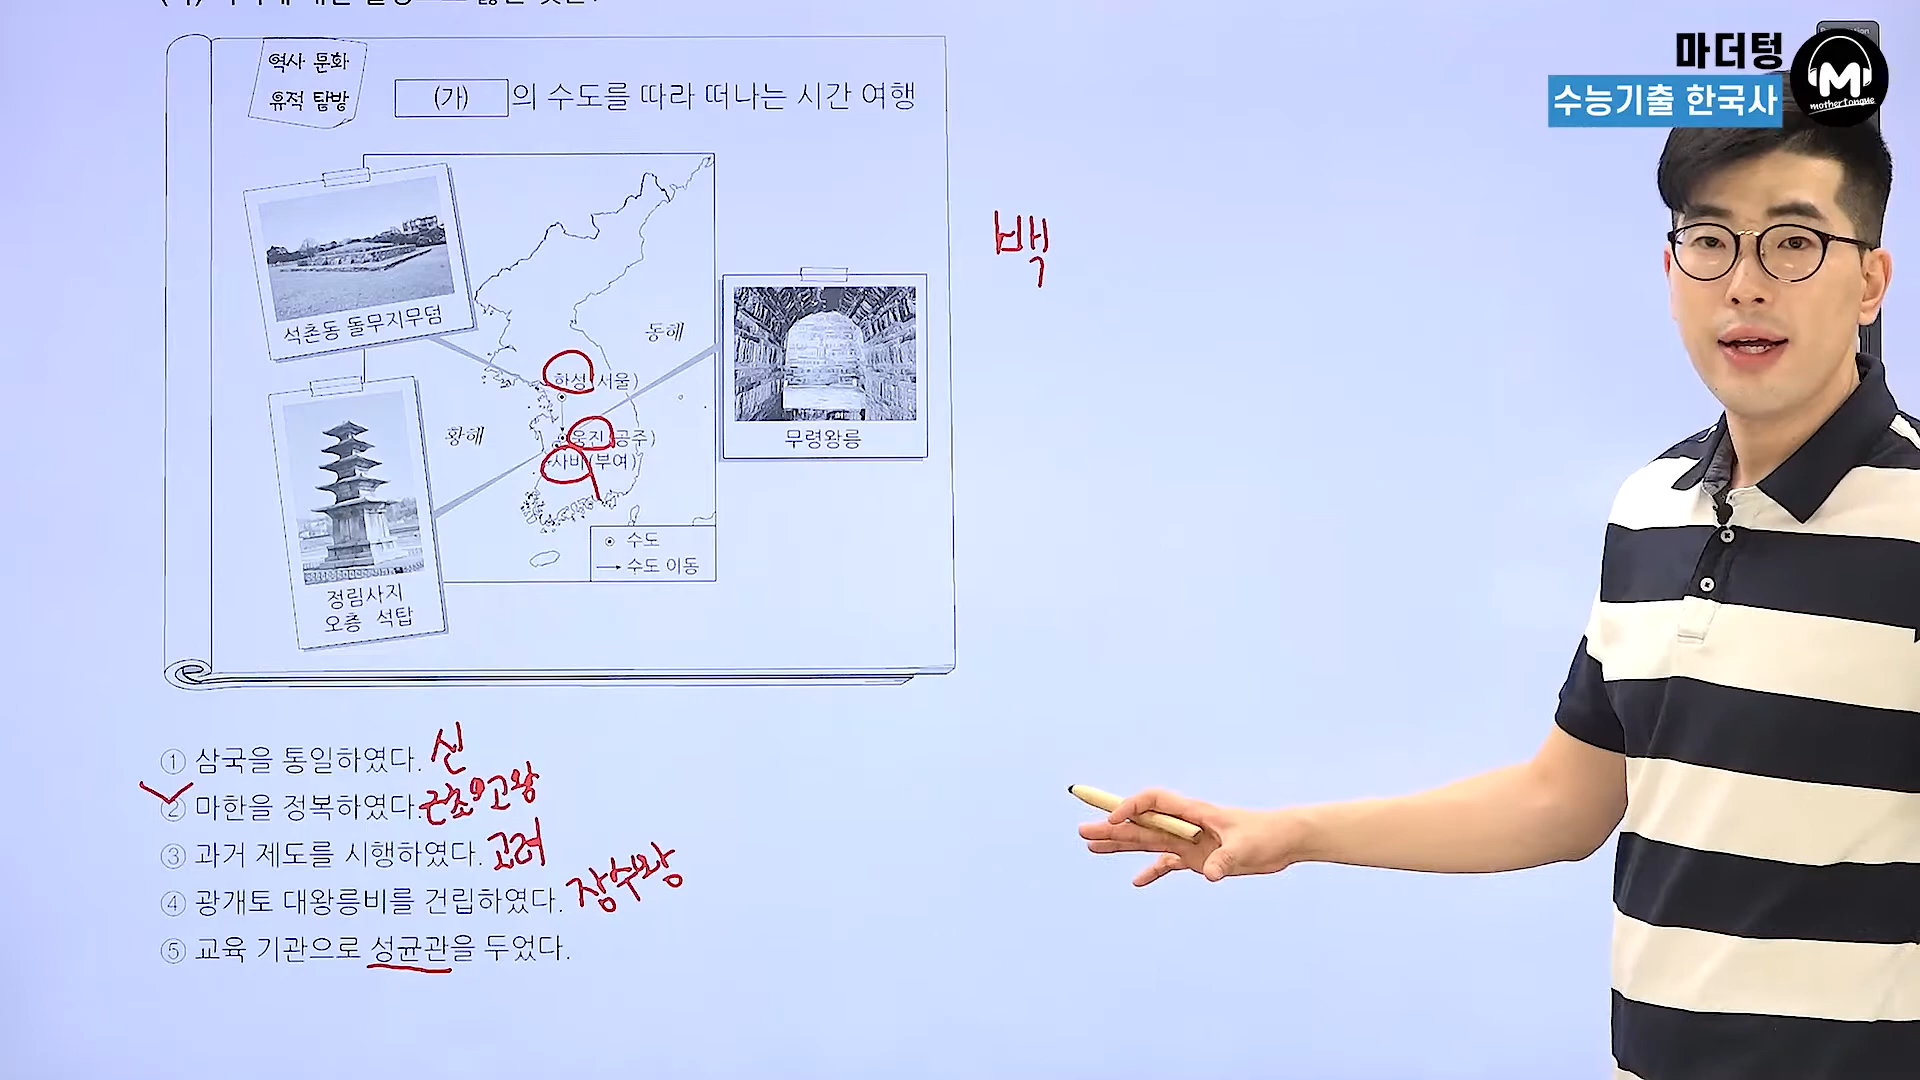 마더텅
수능기출 한국사
M
mothertongue
역사 문화
유적 탐방
(가) 의 수도를 따라 떠나는 시간 여행
석촌동 돌무지무덤
동해
한성(서울)
황해
웅진(공주)
사비(부여)
무령왕릉
정림사지
오층 석탑
수도
수도 이동
백
① 삼국을 통일하였다. 신
② 마한을 정복하였다. 근초고왕
③ 과거 제도를 시행하였다. 고려
④ 광개토 대왕릉비를 건립하였다. 장수왕
⑤ 교육 기관으로 성균관을 두었다.